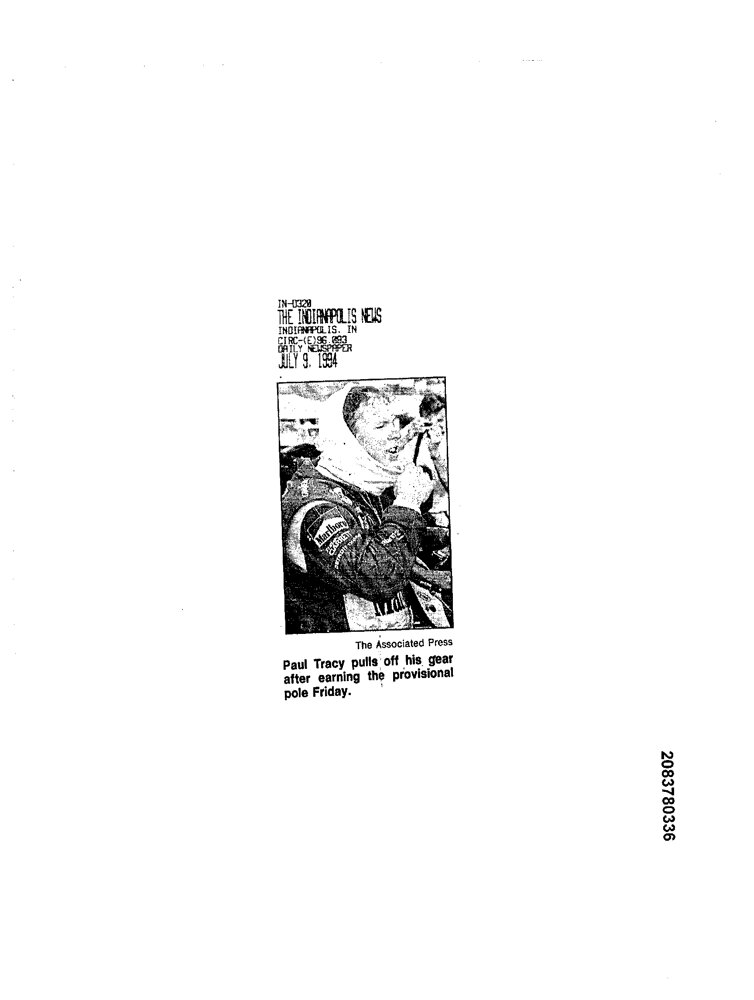 IN-D320
THE INDIANAPOLIS NEWS
INDIANAPOLIS. IN
CIRC-(E)96,093
DAILY NEWSPAPER
JULY 9, 1994
Marlboro
The Associated Press
Paul Tracy pulls off his gear
after earning the provisional
pole Friday.
2083780336